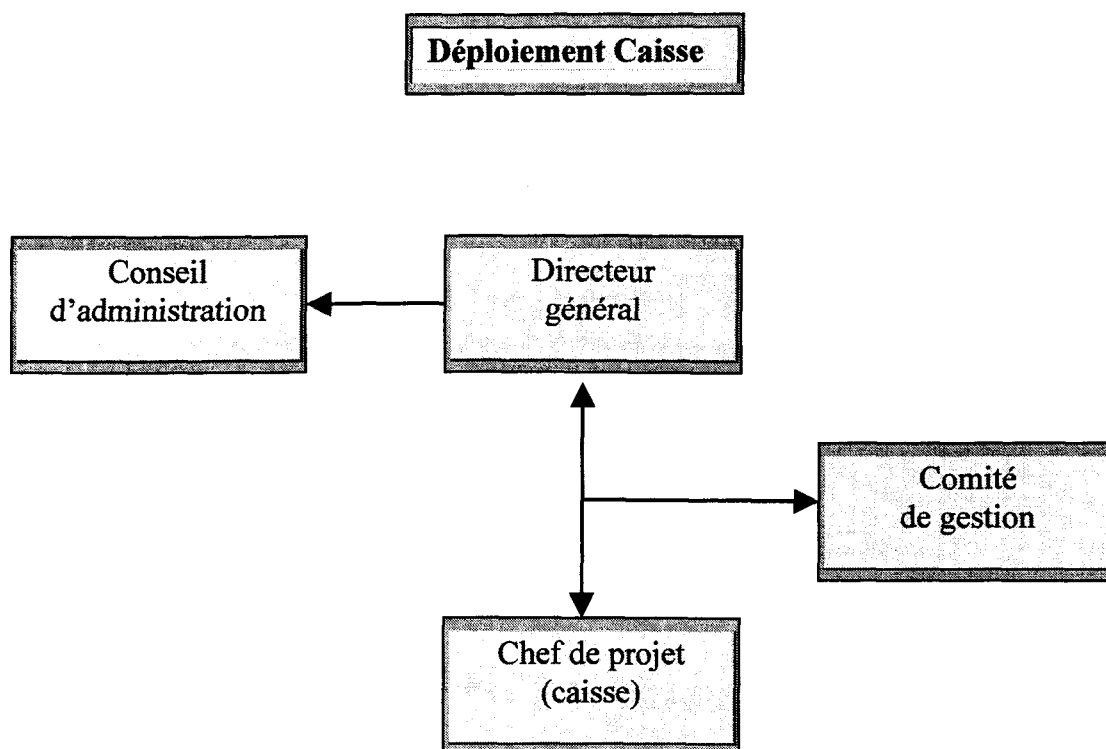 Déploiement Caisse
Conseil
d’administration
Directeur
général
Comité
de gestion
Chef de projet
(caisse)